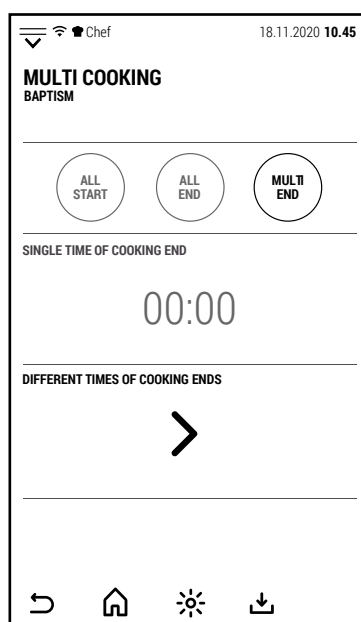 Chef 18.11.2020 10.45
MULTI COOKING
BAPTISM
ALL
START
ALL
END
MULTI
END
SINGLE TIME OF COOKING END
00:00
DIFFERENT TIMES OF COOKING ENDS